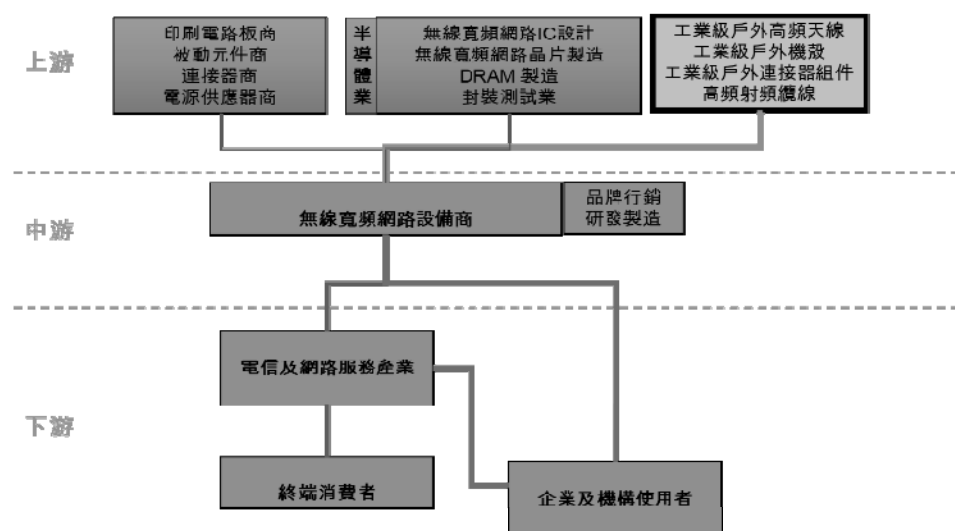 上游
印刷電路板商
被動元件商
連接器商
電源供應器商
半導體業
無線寬頻網路IC設計
無線寬頻網路晶片製造
DRAM 製造
封裝測試業
工業級戶外高頻天線
工業級戶外機殼
工業級戶外連接器組件
高頻射頻纜線
中游
無線寬頻網路設備商
品牌行銷
研發製造
下游
電信及網路服務產業
終端消費者
企業及機構使用者